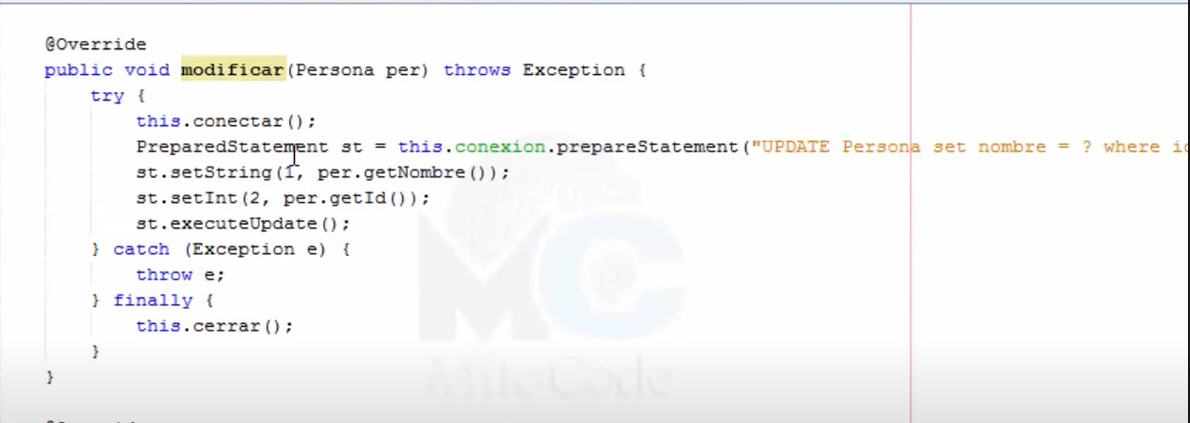 @Override
public void modificar(Persona per) throws Exception {
try {
this.conectar();
PreparedStatement st = this.conexion.prepareStatement("UPDATE Persona set nombre = ? where
st.setString(1, per.getNombre());
st.setInt(2, per.getId());
st.executeUpdate();
} catch (Exception e) {
throw e;
} finally {
this.cerrar();
}
}
MC
MitoCode